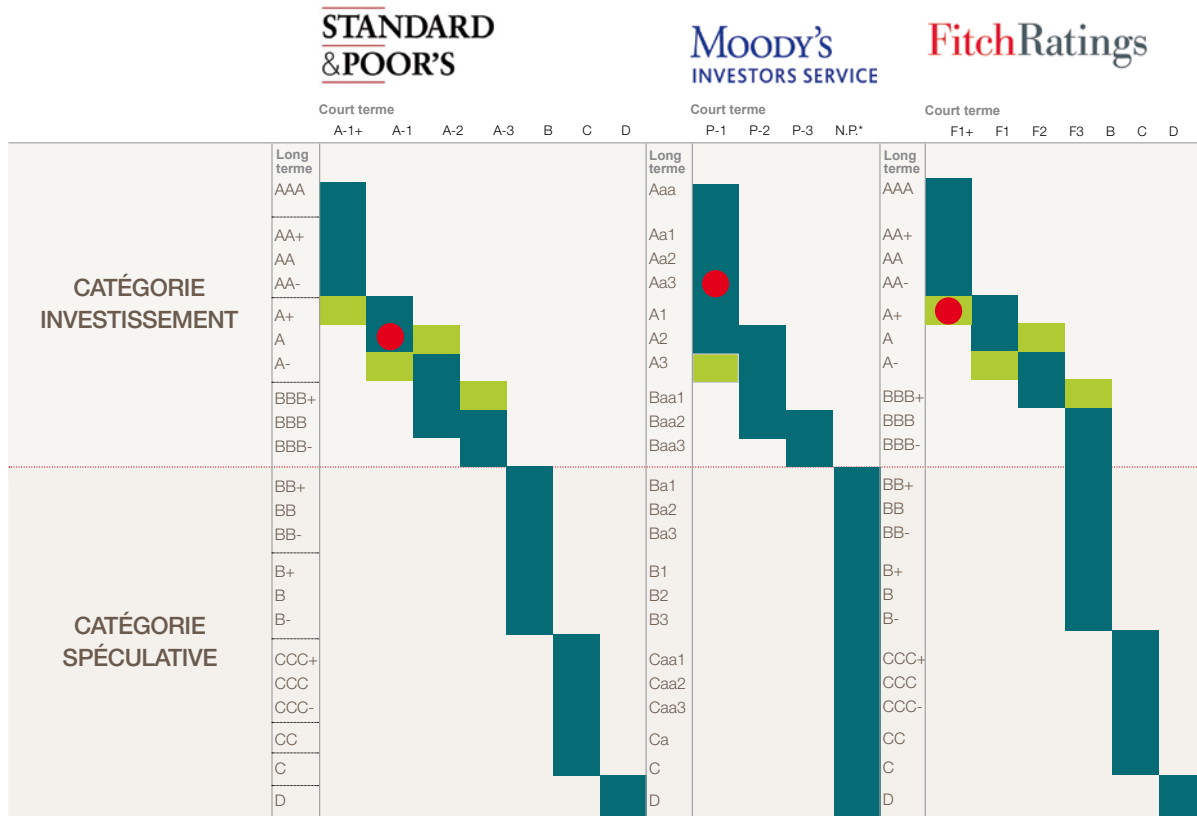 STANDARD
&POOR'S
MOODY'S
INVESTORS SERVICE
FitchRatings
Court terme
A-1+ A-1 A-2 A-3 B C D
Court terme
P-1 P-2 P-3 N.P.*
Court terme
F1+ F1 F2 F3 B C D
CATÉGORIE
INVESTISSEMENT
CATÉGORIE
SPÉCULATIVE
Long
terme
AAA
AA+
AA
AA-
A+
A
A-
BBB+
BBB
BBB-
BB+
BB
BB-
B+
B
B-
CCC+
CCC
CCC-
CC
C
D
Long
terme
Aaa
Aa1
Aa2
Aa3
A1
A2
A3
Baa1
Baa2
Baa3
Ba1
Ba2
Ba3
B1
B2
B3
Caa1
Caa2
Caa3
Ca
C
D
Long
terme
AAA
AA+
AA
AA-
A+
A
A-
BBB+
BBB
BBB-
BB+
BB
BB-
B+
B
B-
CCC+
CCC
CCC-
CC
C
D